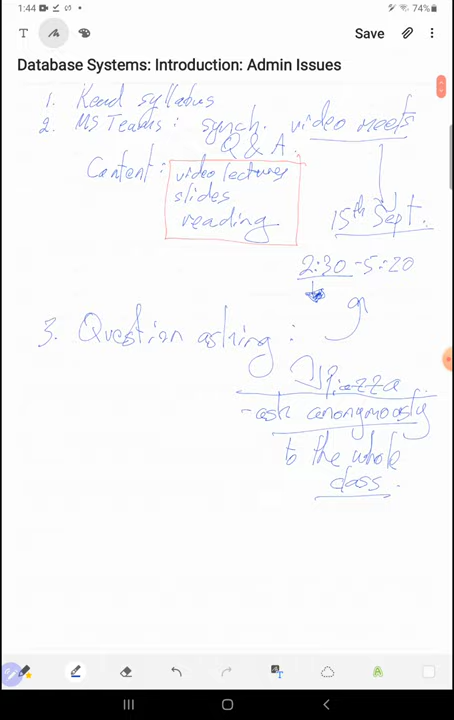 1:44 74%
T Save
Database Systems: Introduction: Admin Issues
1. Read syllabus
2. MS Teams : synch. video meets
Q & A.
Content : video lectures
slides
reading
15th Sept.
2:30 - 5:20
3. Question asking :
Piazza
- ask anonymously
to the whole
class.